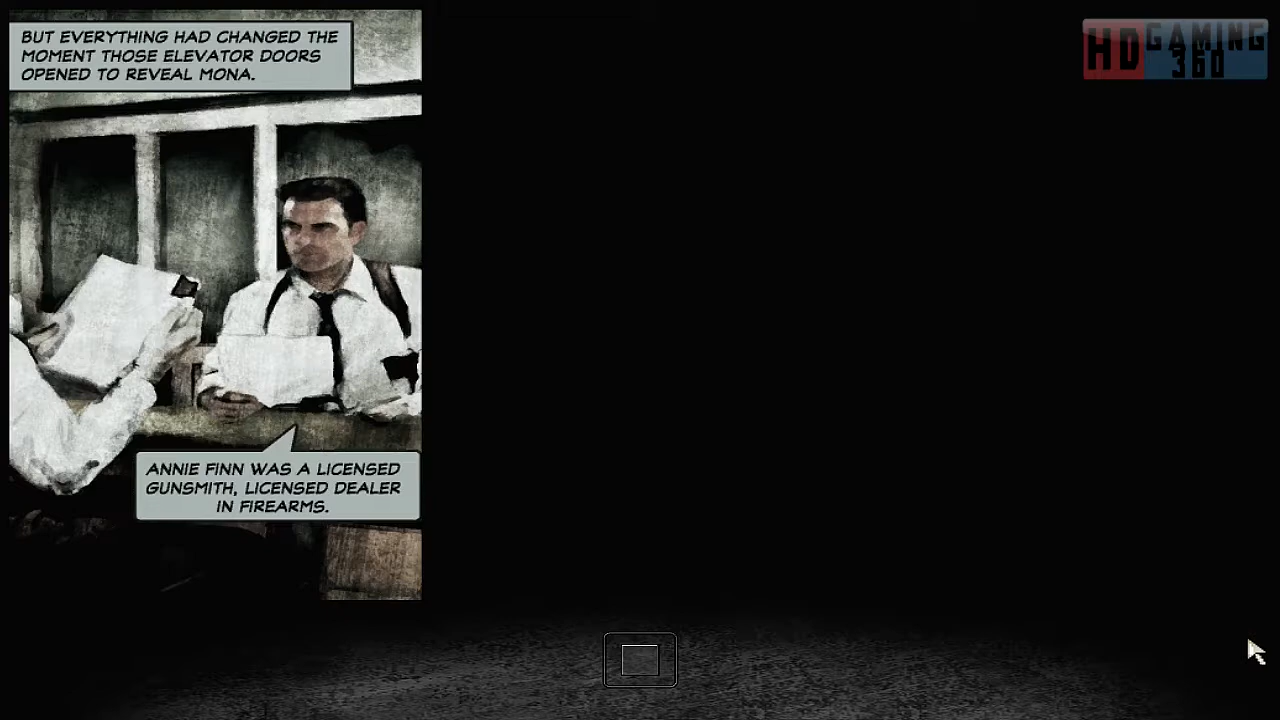 BUT EVERYTHING HAD CHANGED THE
MOMENT THOSE ELEVATOR DOORS
OPENED TO REVEAL MONA.
HD GAMING
360
ANNIE FINN WAS A LICENSED
GUNSMITH, LICENSED DEALER
IN FIREARMS.